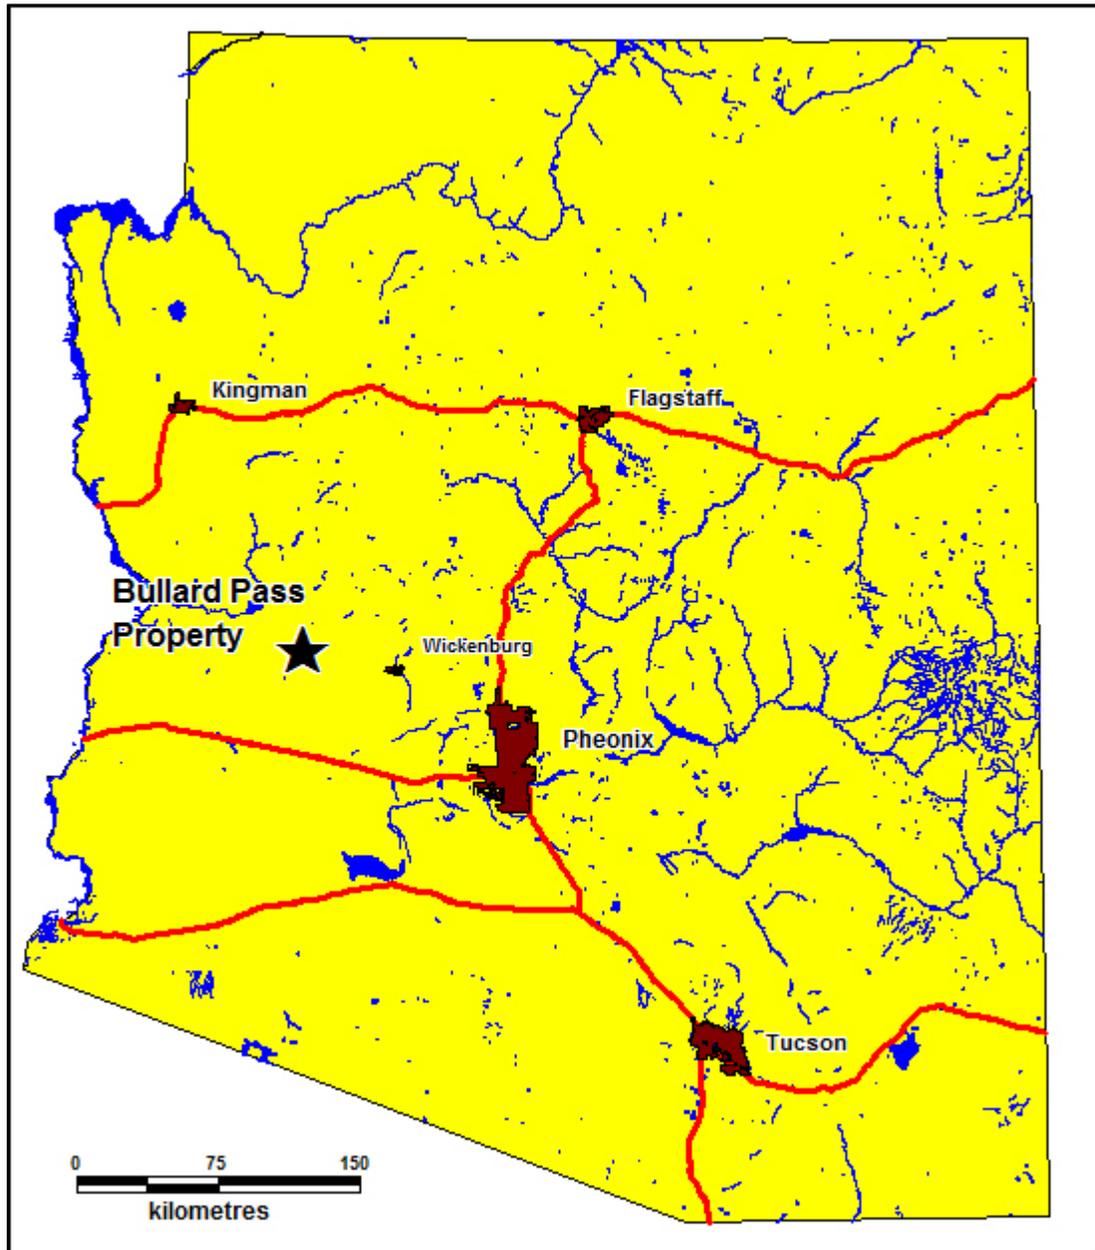 Kingman
Flagstaff
Bullard Pass
Property
Wickenburg
Pheonix
Tucson
0 75 150
kilometres